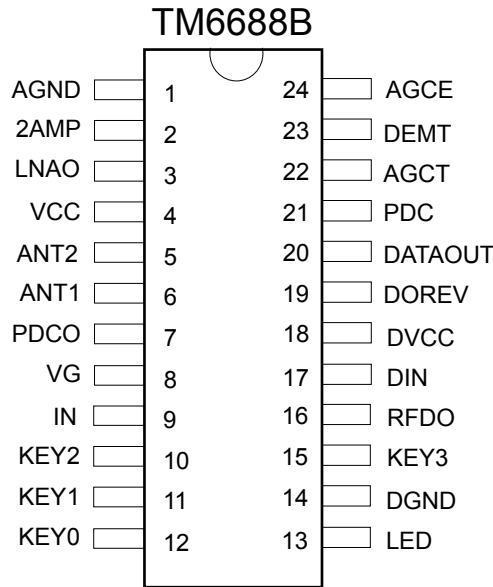 TM6688B
AGND 1 24 AGCE
2AMP 2 23 DEMT
LNAO 3 22 AGCT
VCC 4 21 PDC
ANT2 5 20 DATAOUT
ANT1 6 19 DOREV
PDCO 7 18 DVCC
VG 8 17 DIN
IN 9 16 RFDO
KEY2 10 15 KEY3
KEY1 11 14 DGND
KEY0 12 13 LED